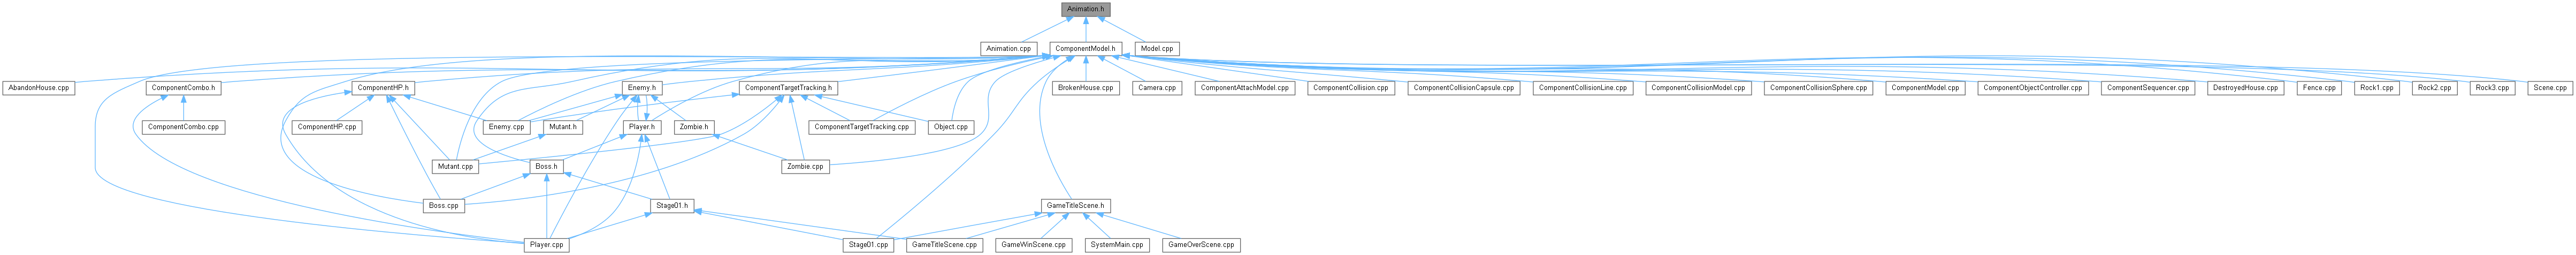 Animation.h
Animation.cpp
ComponentModel.h
Model.cpp
AbandonHouse.cpp
ComponentCombo.h
ComponentHP.h
Enemy.h
ComponentTargetTracking.h
BrokenHouse.cpp
Camera.cpp
ComponentAttachModel.cpp
ComponentCollision.cpp
ComponentCollisionCapsule.cpp
ComponentCollisionLine.cpp
ComponentCollisionModel.cpp
ComponentCollisionSphere.cpp
ComponentModel.cpp
ComponentObjectController.cpp
ComponentSequencer.cpp
DestroyedHouse.cpp
Fence.cpp
Rock1.cpp
Rock2.cpp
Rock3.cpp
Scene.cpp
ComponentCombo.cpp
ComponentHP.cpp
Enemy.cpp
Mutant.h
Player.h
Zombie.h
ComponentTargetTracking.cpp
Object.cpp
Mutant.cpp
Boss.h
Zombie.cpp
Boss.cpp
Stage01.h
GameTitleScene.h
Player.cpp
Stage01.cpp
GameTitleScene.cpp
GameWinScene.cpp
SystemMain.cpp
GameOverScene.cpp